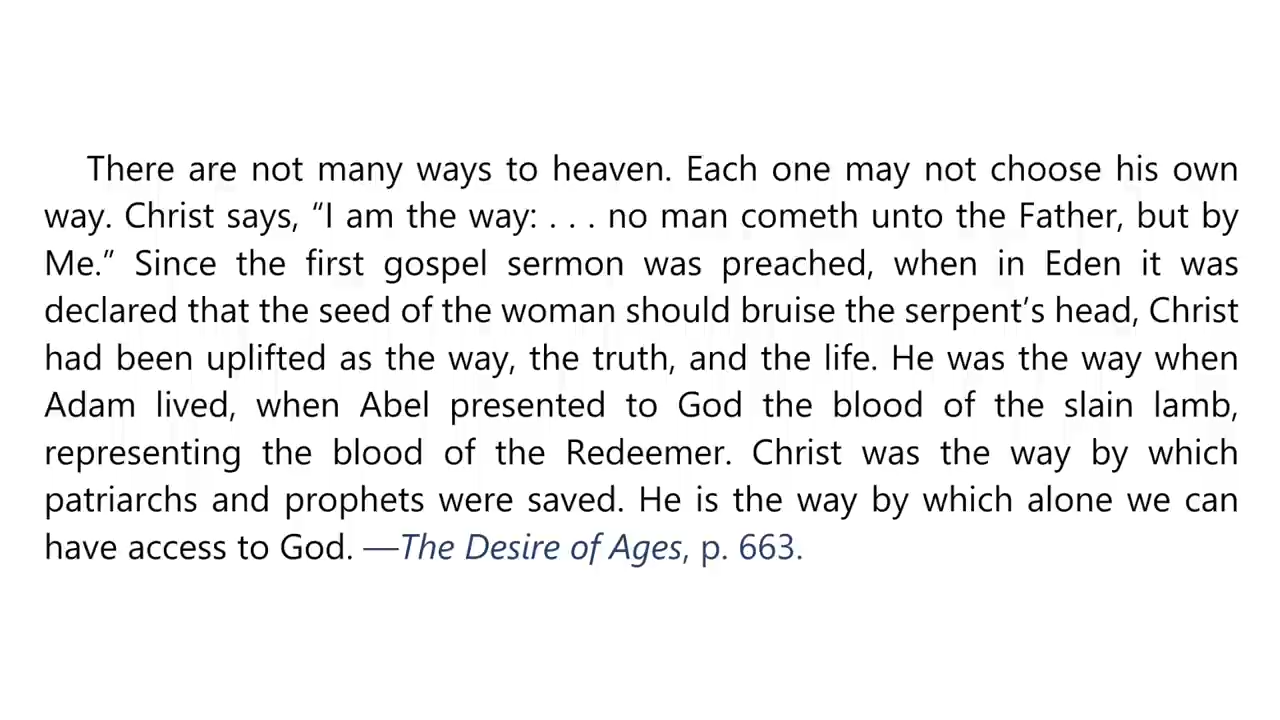 There are not many ways to heaven. Each one may not choose his own
way. Christ says, “I am the way: . . . no man cometh unto the Father, but by
Me.” Since the first gospel sermon was preached, when in Eden it was
declared that the seed of the woman should bruise the serpent’s head, Christ
had been uplifted as the way, the truth, and the life. He was the way when
Adam lived, when Abel presented to God the blood of the slain lamb,
representing the blood of the Redeemer. Christ was the way by which
patriarchs and prophets were saved. He is the way by which alone we can
have access to God. —The Desire of Ages, p. 663.